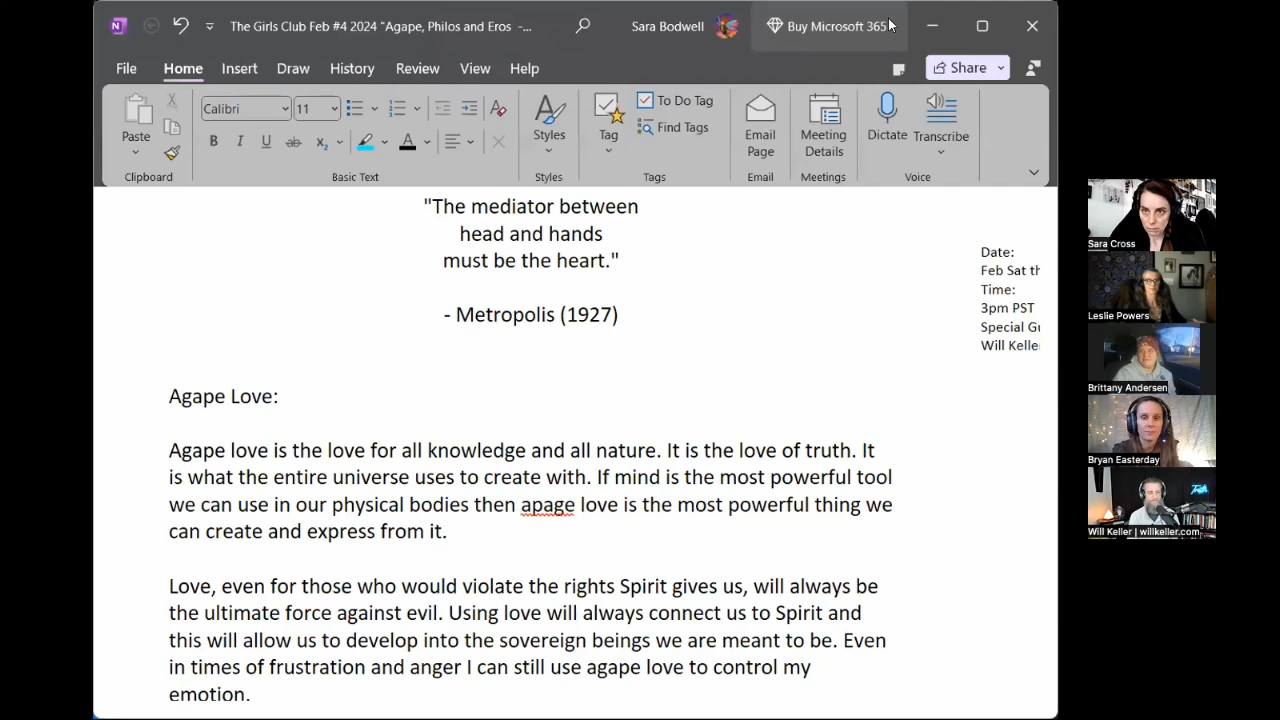 The Girls Club Feb #4 2024 "Agape, Philos and Eros -...
Sara Bodwell
Buy Microsoft 365
File Home Insert Draw History Review View Help
Share
Paste
Clipboard
Calibri 11
B I U ab x2 A
Basic Text
Styles
Styles
Tag
To Do Tag
Find Tags
Tags
Email Page
Email
Meeting Details
Meetings
Dictate
Transcribe
Voice
"The mediator between
head and hands
must be the heart."
- Metropolis (1927)
Date:
Feb Sat th
Time:
3pm PST
Special Gu
Will Kelle
Agape Love:
Agape love is the love for all knowledge and all nature. It is the love of truth. It
is what the entire universe uses to create with. If mind is the most powerful tool
we can use in our physical bodies then apage love is the most powerful thing we
can create and express from it.
Love, even for those who would violate the rights Spirit gives us, will always be
the ultimate force against evil. Using love will always connect us to Spirit and
this will allow us to develop into the sovereign beings we are meant to be. Even
in times of frustration and anger I can still use agape love to control my
emotion.
Sara Cross
Leslie Powers
Brittany Andersen
Bryan Easterday
Truth
Will Keller | willkeller.com